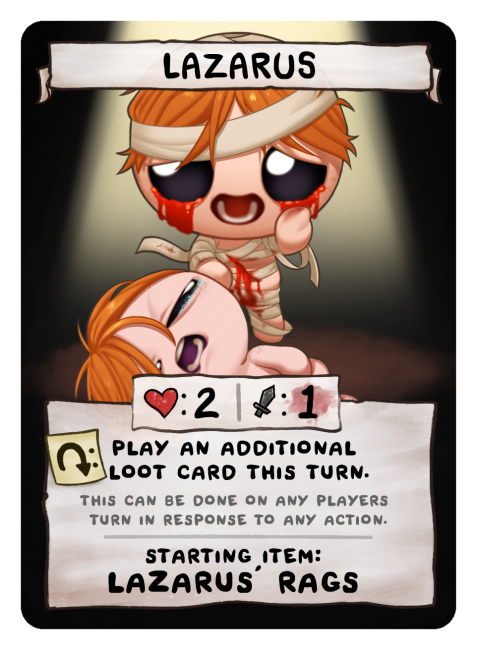 LAZARUS
:2 | :1
: PLAY AN ADDITIONAL
LOOT CARD THIS TURN.
THIS CAN BE DONE ON ANY PLAYERS
TURN IN RESPONSE TO ANY ACTION.
STARTING ITEM:
LAZARUS' RAGS